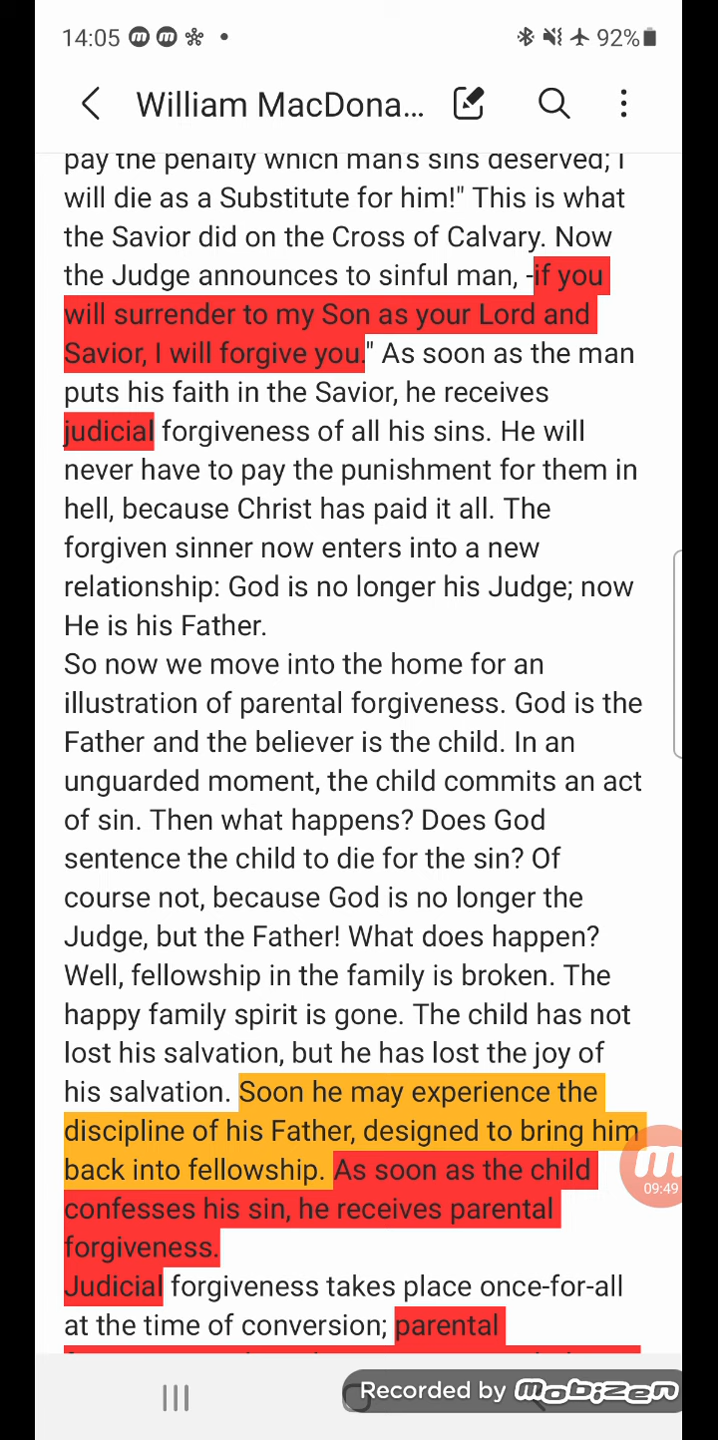 14:05
92%
William MacDona...
pay the penalty which man's sins deserved; I
will die as a Substitute for him!" This is what
the Savior did on the Cross of Calvary. Now
the Judge announces to sinful man, -if you
will surrender to my Son as your Lord and
Savior, I will forgive you." As soon as the man
puts his faith in the Savior, he receives
judicial forgiveness of all his sins. He will
never have to pay the punishment for them in
hell, because Christ has paid it all. The
forgiven sinner now enters into a new
relationship: God is no longer his Judge; now
He is his Father.
So now we move into the home for an
illustration of parental forgiveness. God is the
Father and the believer is the child. In an
unguarded moment, the child commits an act
of sin. Then what happens? Does God
sentence the child to die for the sin? Of
course not, because God is no longer the
Judge, but the Father! What does happen?
Well, fellowship in the family is broken. The
happy family spirit is gone. The child has not
lost his salvation, but he has lost the joy of
his salvation. Soon he may experience the
discipline of his Father, designed to bring him
back into fellowship. As soon as the child
confesses his sin, he receives parental
forgiveness.
09:49
Judicial forgiveness takes place once-for-all
at the time of conversion; parental
Recorded by mobizen